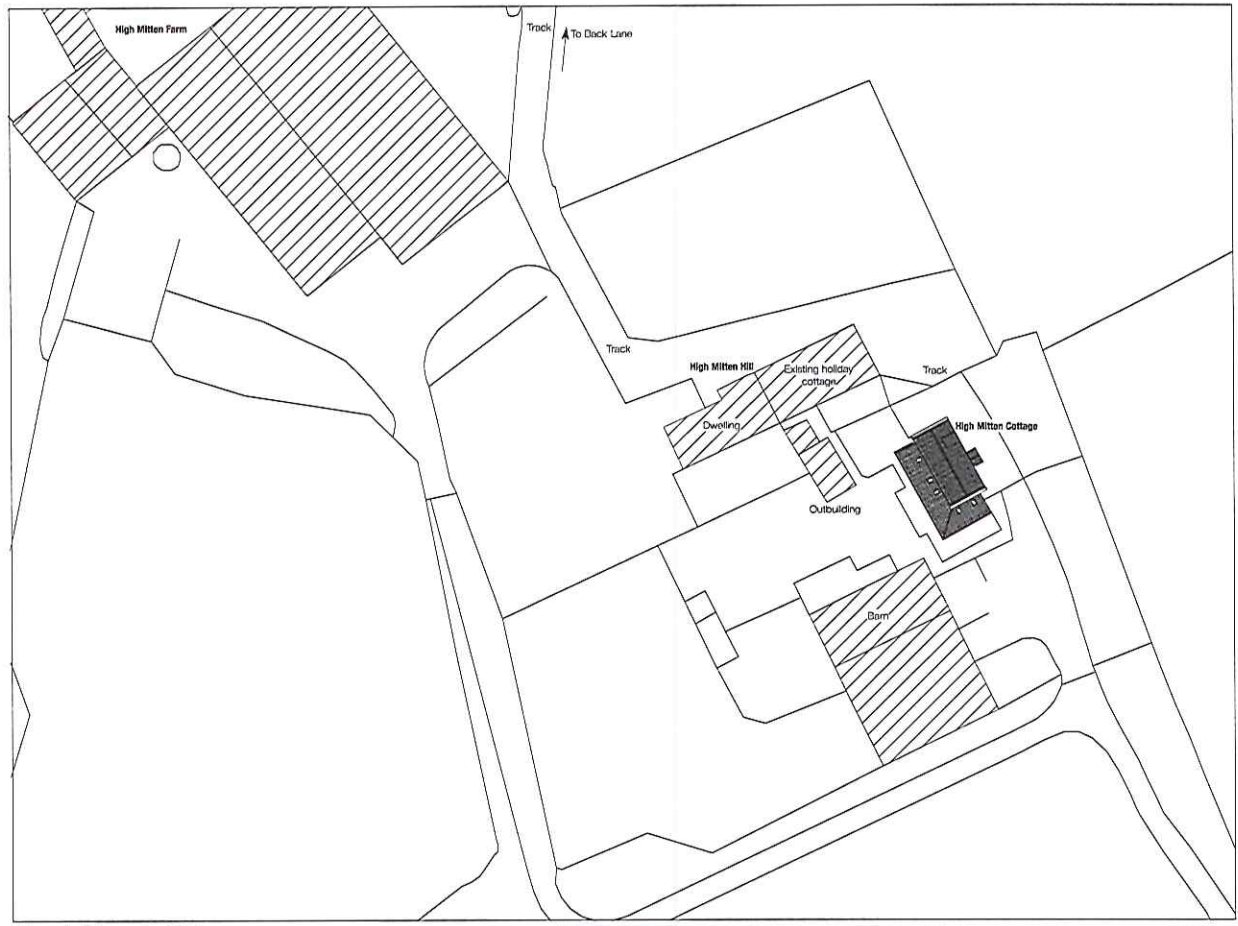 High Mitten Farm
Track
To Back Lane
Track
High Mitten Hill
Existing holiday
cottage
Track
Dwelling
High Mitten Cottage
Outbuilding
Barn